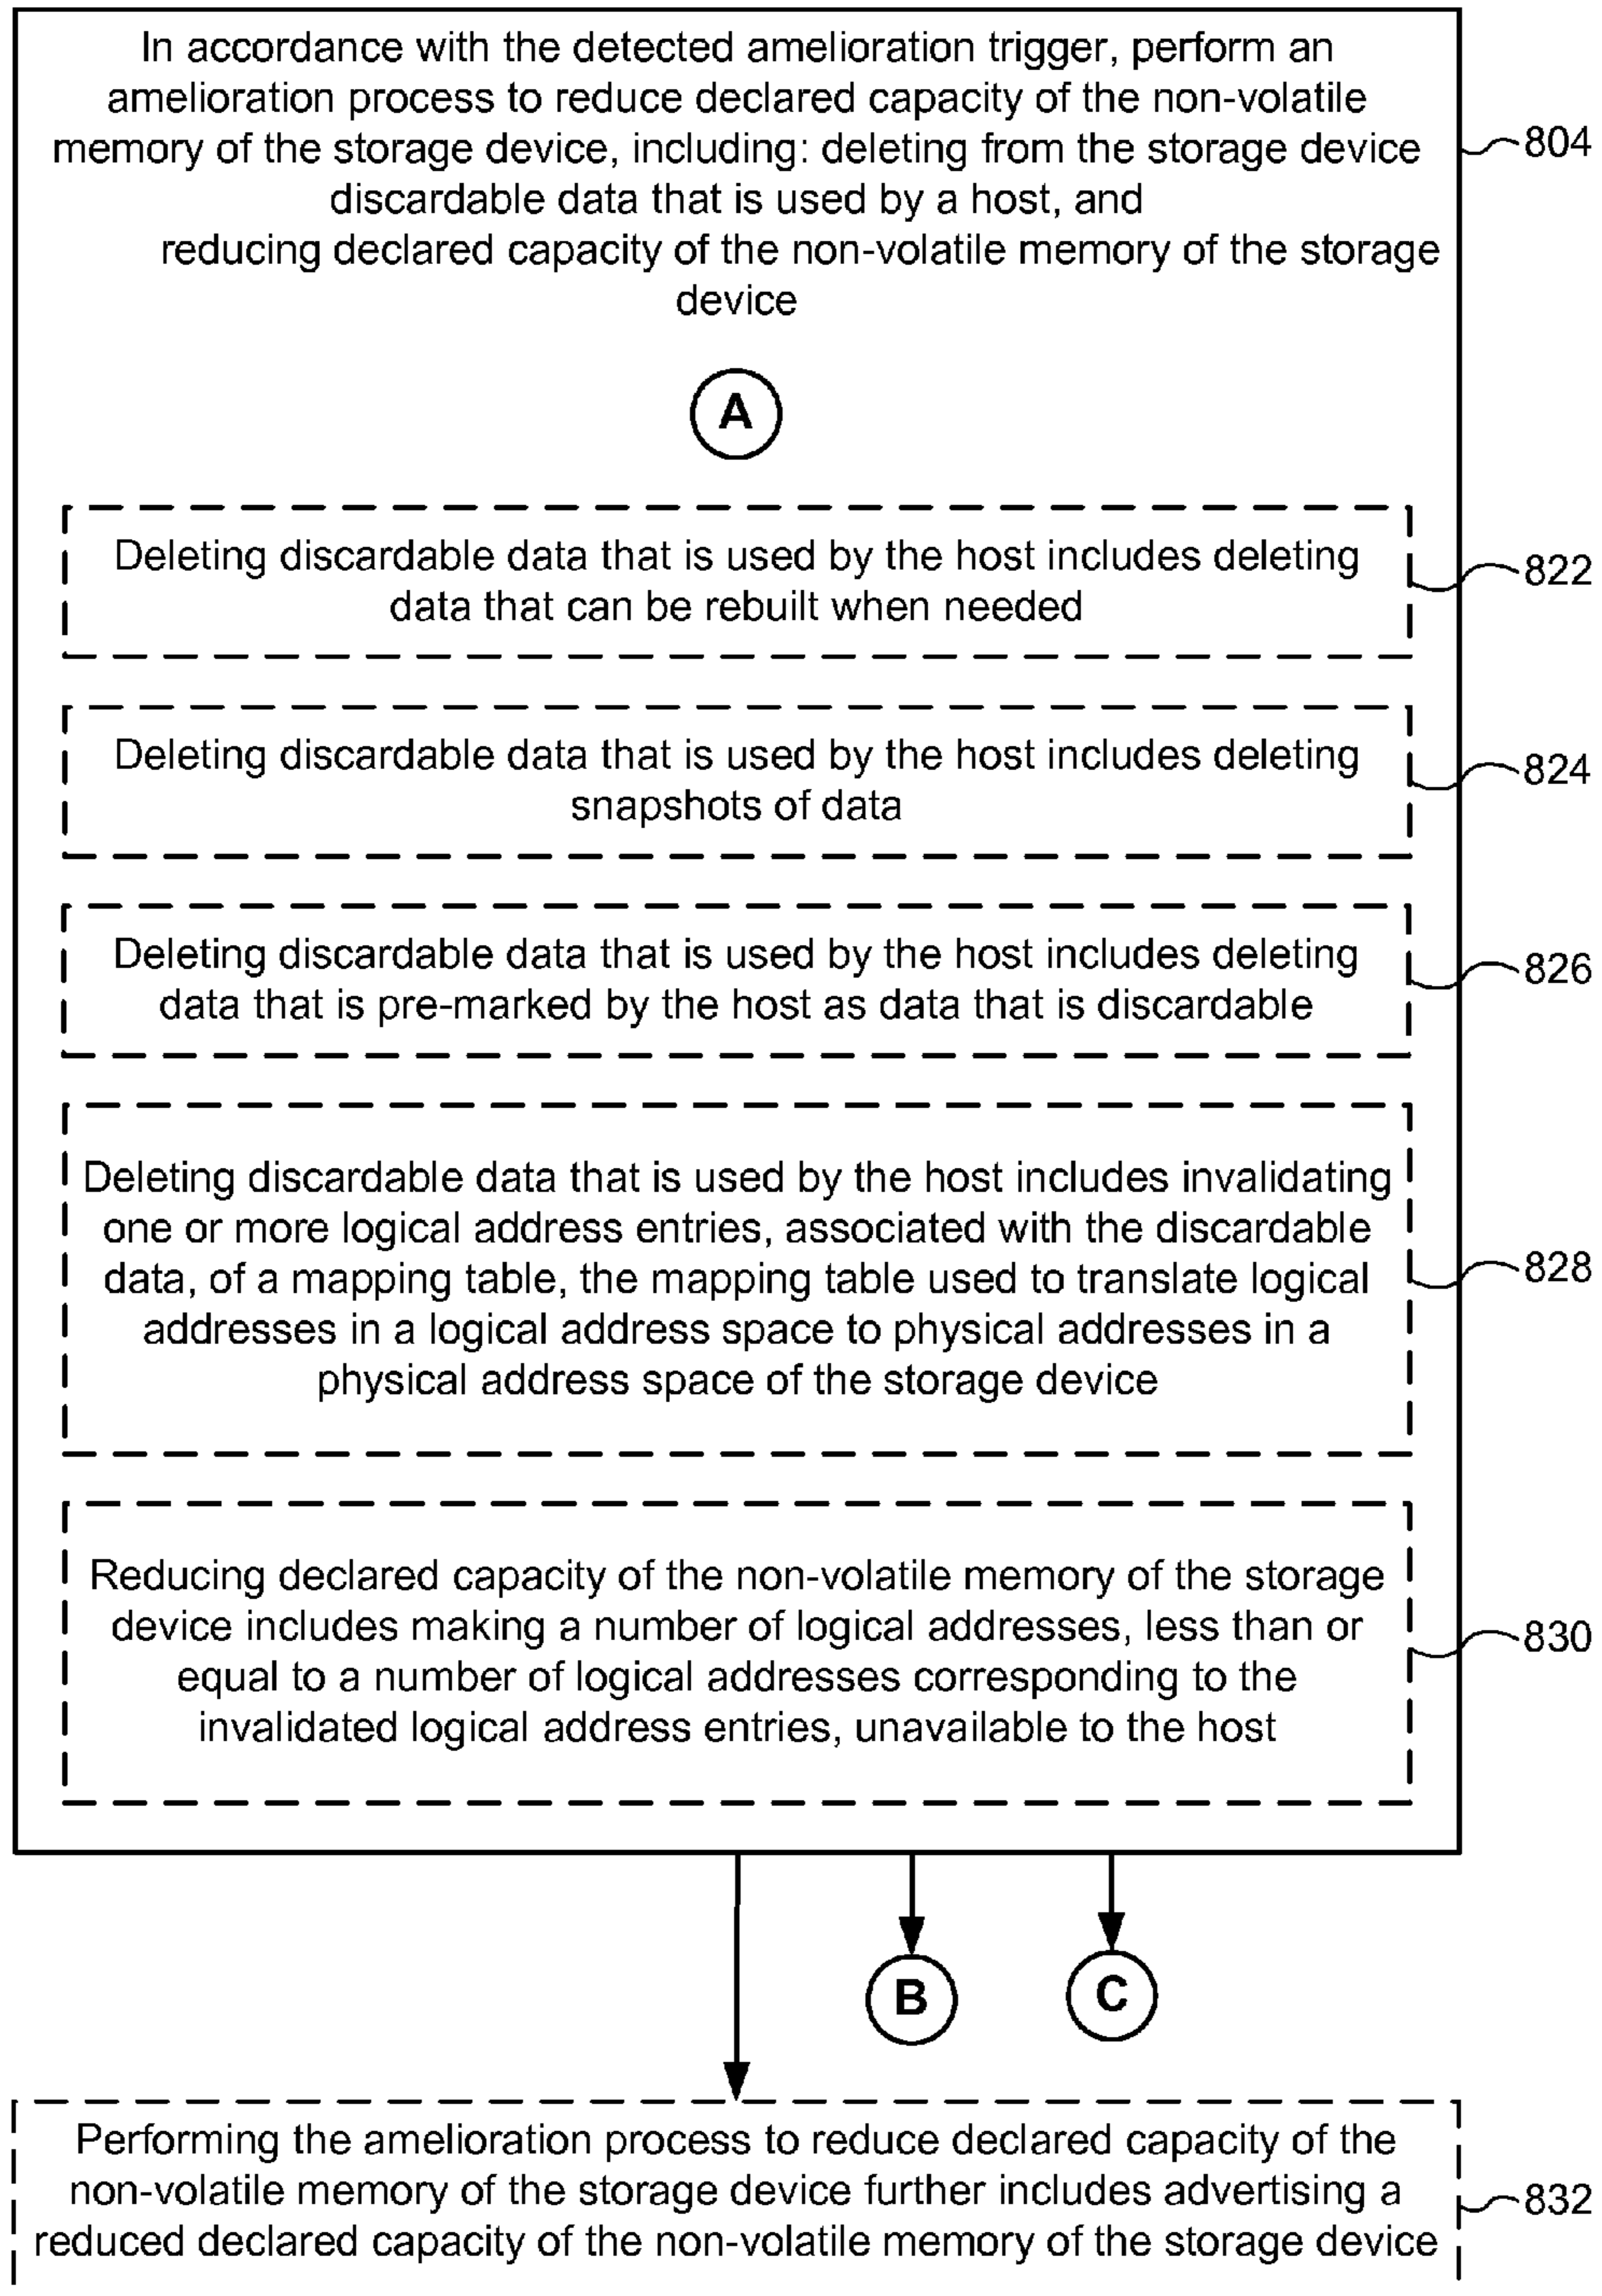 In accordance with the detected amelioration trigger, perform an
amelioration process to reduce declared capacity of the non-volatile
memory of the storage device, including: deleting from the storage device
discardable data that is used by a host, and
reducing declared capacity of the non-volatile memory of the storage
device
804
A
Deleting discardable data that is used by the host includes deleting
data that can be rebuilt when needed
822
Deleting discardable data that is used by the host includes deleting
snapshots of data
824
Deleting discardable data that is used by the host includes deleting
data that is pre-marked by the host as data that is discardable
826
Deleting discardable data that is used by the host includes invalidating
one or more logical address entries, associated with the discardable
data, of a mapping table, the mapping table used to translate logical
addresses in a logical address space to physical addresses in a
physical address space of the storage device
828
Reducing declared capacity of the non-volatile memory of the storage
device includes making a number of logical addresses, less than or
equal to a number of logical addresses corresponding to the
invalidated logical address entries, unavailable to the host
830
B
C
Performing the amelioration process to reduce declared capacity of the
non-volatile memory of the storage device further includes advertising a
reduced declared capacity of the non-volatile memory of the storage device
832